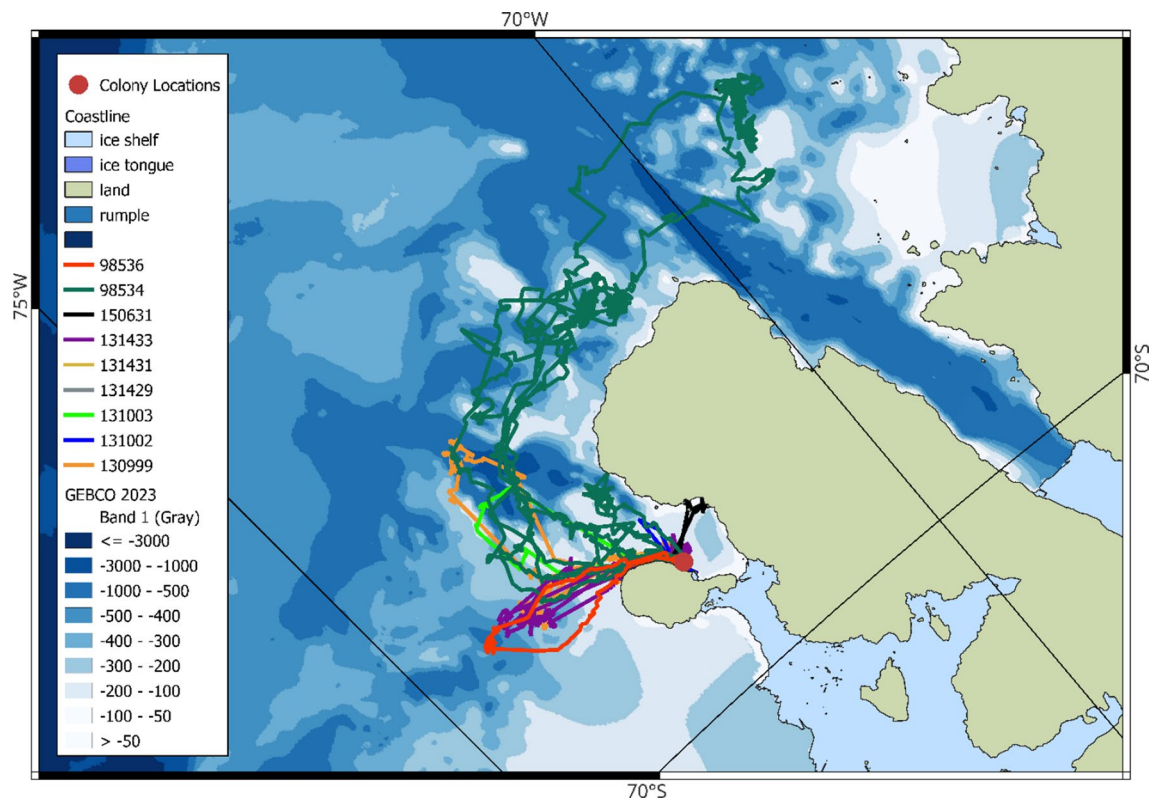 70°W
Colony Locations
Coastline
ice shelf
ice tongue
land
rumple
98536
98534
150631
131433
131431
131429
131003
131002
130999
GEBCO 2023
Band 1 (Gray)
<= -3000
-3000 - -1000
-1000 - -500
-500 - -400
-400 - -300
-300 - -200
-200 - -100
-100 - -50
> -50
75°W
70°S
70°S